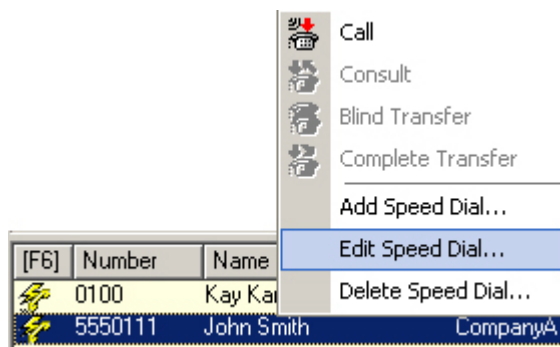 Call
Consult
Blind Transfer
Complete Transfer
Add Speed Dial...
Edit Speed Dial...
Delete Speed Dial...
[F6] Number Name
0100 Kay
5550111 John Smith CompanyA